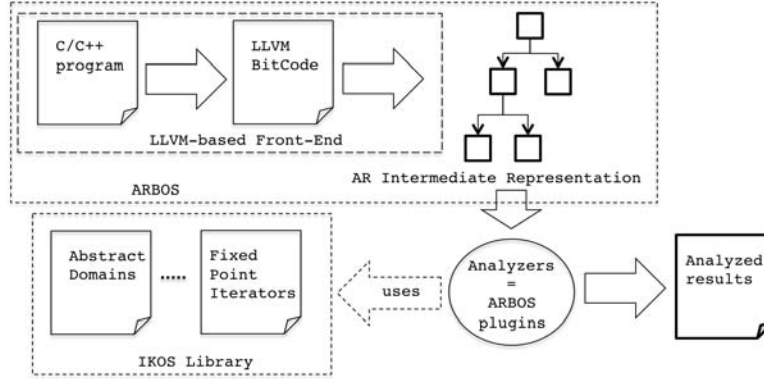 C/C++
program
LLVM
BitCode
LLVM-based Front-End
AR Intermediate Representation
ARBOS
Abstract
Domains
.....
Fixed
Point
Iterators
uses
Analyzers
=
ARBOS
plugins
Analyzed
results
IKOS Library